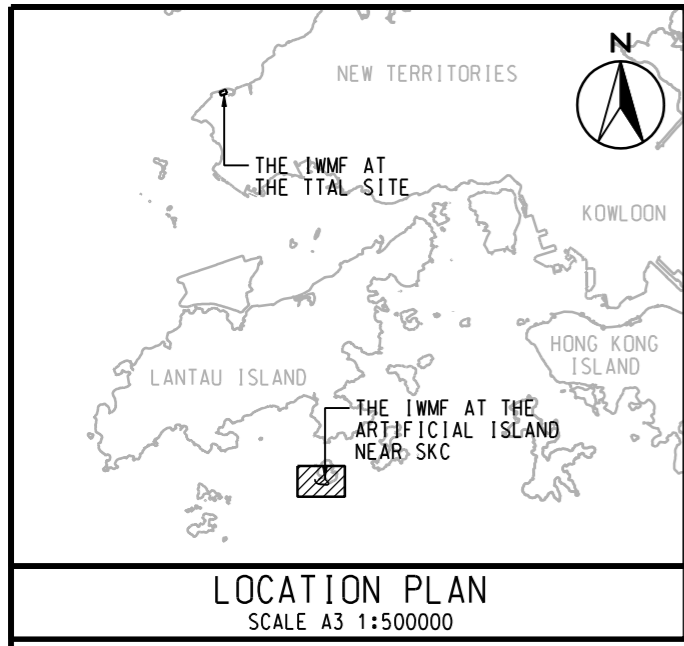 N
NEW TERRITORIES
THE IWMF AT
THE TTAL SITE
KOWLOON
HONG KONG
ISLAND
LANTAU ISLAND
THE IWMF AT THE
ARTIFICIAL ISLAND
NEAR SKC
LOCATION PLAN
SCALE A3 1:500000